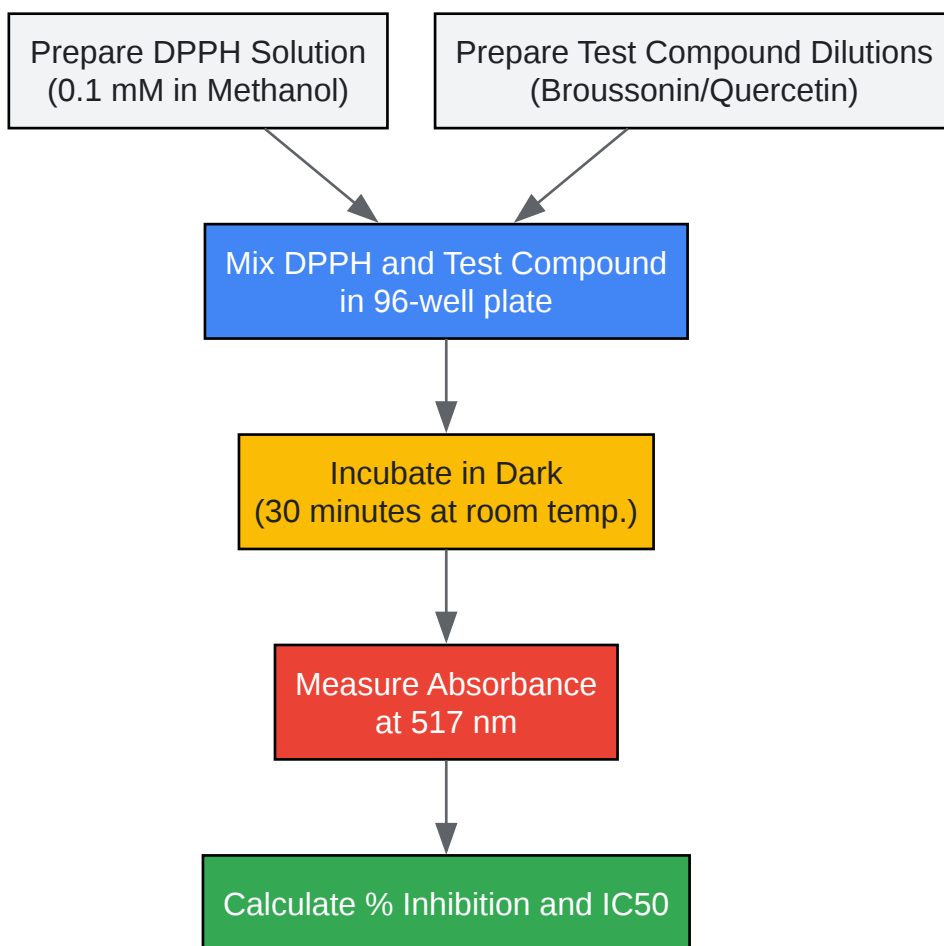 Prepare DPPH Solution
(0.1 mM in Methanol)
Prepare Test Compound Dilutions
(Broussonin/Quercetin)
Mix DPPH and Test Compound
in 96-well plate
Incubate in Dark
(30 minutes at room temp.)
Measure Absorbance
at 517 nm
Calculate % Inhibition and IC50